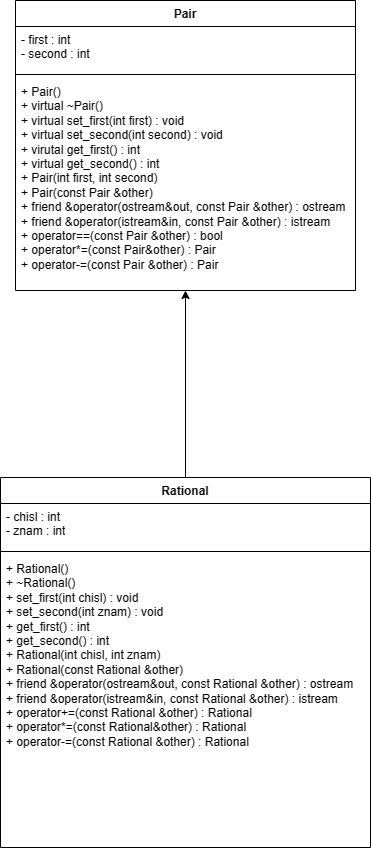 Pair
- first : int
- second : int
+ Pair()
+ virtual ~Pair()
+ virtual set_first(int first) : void
+ virtual set_second(int second) : void
+ virutal get_first() : int
+ virtual get_second() : int
+ Pair(int first, int second)
+ Pair(const Pair &other)
+ friend &operator(ostream&out, const Pair &other) : ostream
+ friend &operator(istream&in, const Pair &other) : istream
+ operator==(const Pair &other) : bool
+ operator*=(const Pair&other) : Pair
+ operator-=(const Pair &other) : Pair
Rational
- chisl : int
- znam : int
+ Rational()
+ ~Rational()
+ set_first(int chisl) : void
+ set_second(int znam) : void
+ get_first() : int
+ get_second() : int
+ Rational(int chisl, int znam)
+ Rational(const Rational &other)
+ friend &operator(ostream&out, const Rational &other) : ostream
+ friend &operator(istream&in, const Rational &other) : istream
+ operator+=(const Rational &other) : Rational
+ operator*=(const Rational&other) : Rational
+ operator-=(const Rational &other) : Rational